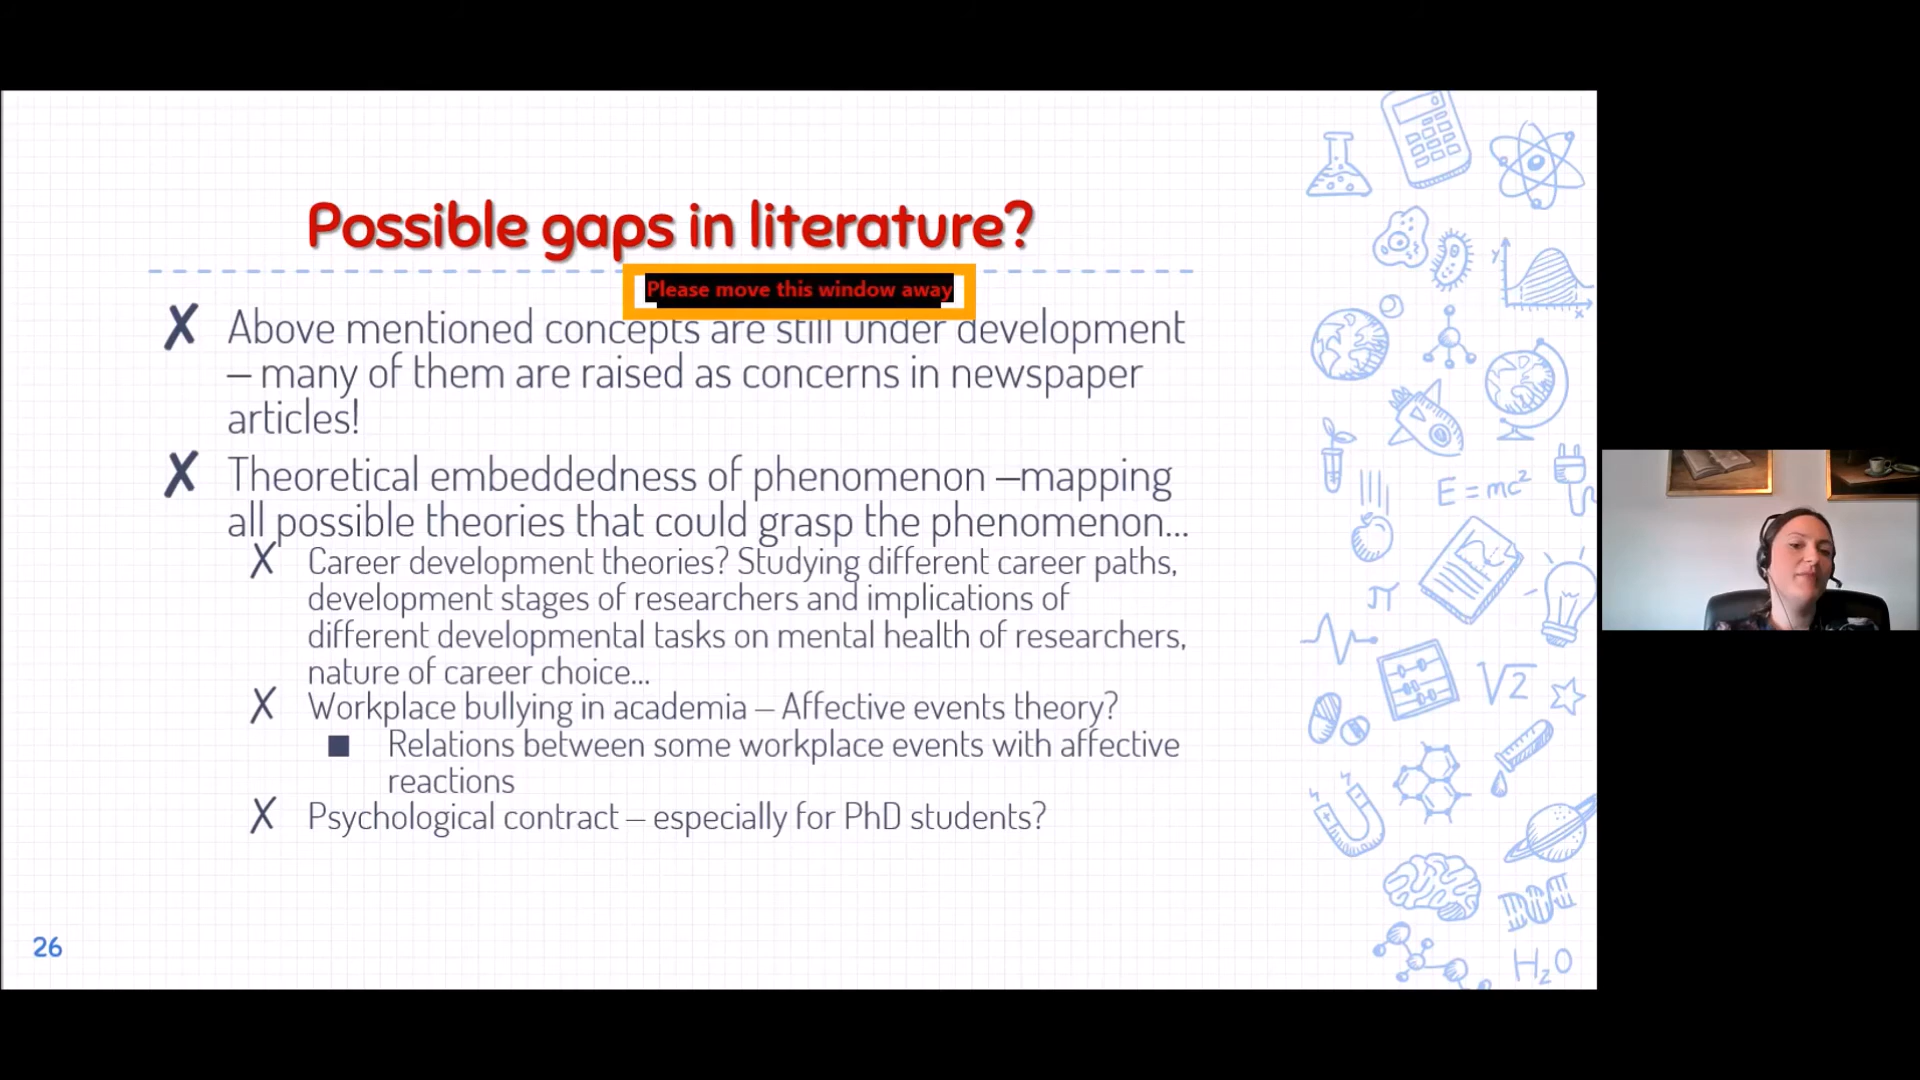 Possible gaps in literature?
Please move this window away
✗ Above mentioned concepts are still under development
– many of them are raised as concerns in newspaper
articles!
✗ Theoretical embeddedness of phenomenon –mapping
all possible theories that could grasp the phenomenon...
✗ Career development theories? Studying different career paths,
development stages of researchers and implications of
different developmental tasks on mental health of researchers,
nature of career choice...
✗ Workplace bullying in academia – Affective events theory?
■ Relations between some workplace events with affective
reactions
✗ Psychological contract – especially for PhD students?
26
y
x
E=mc²
π
√2
H₂O